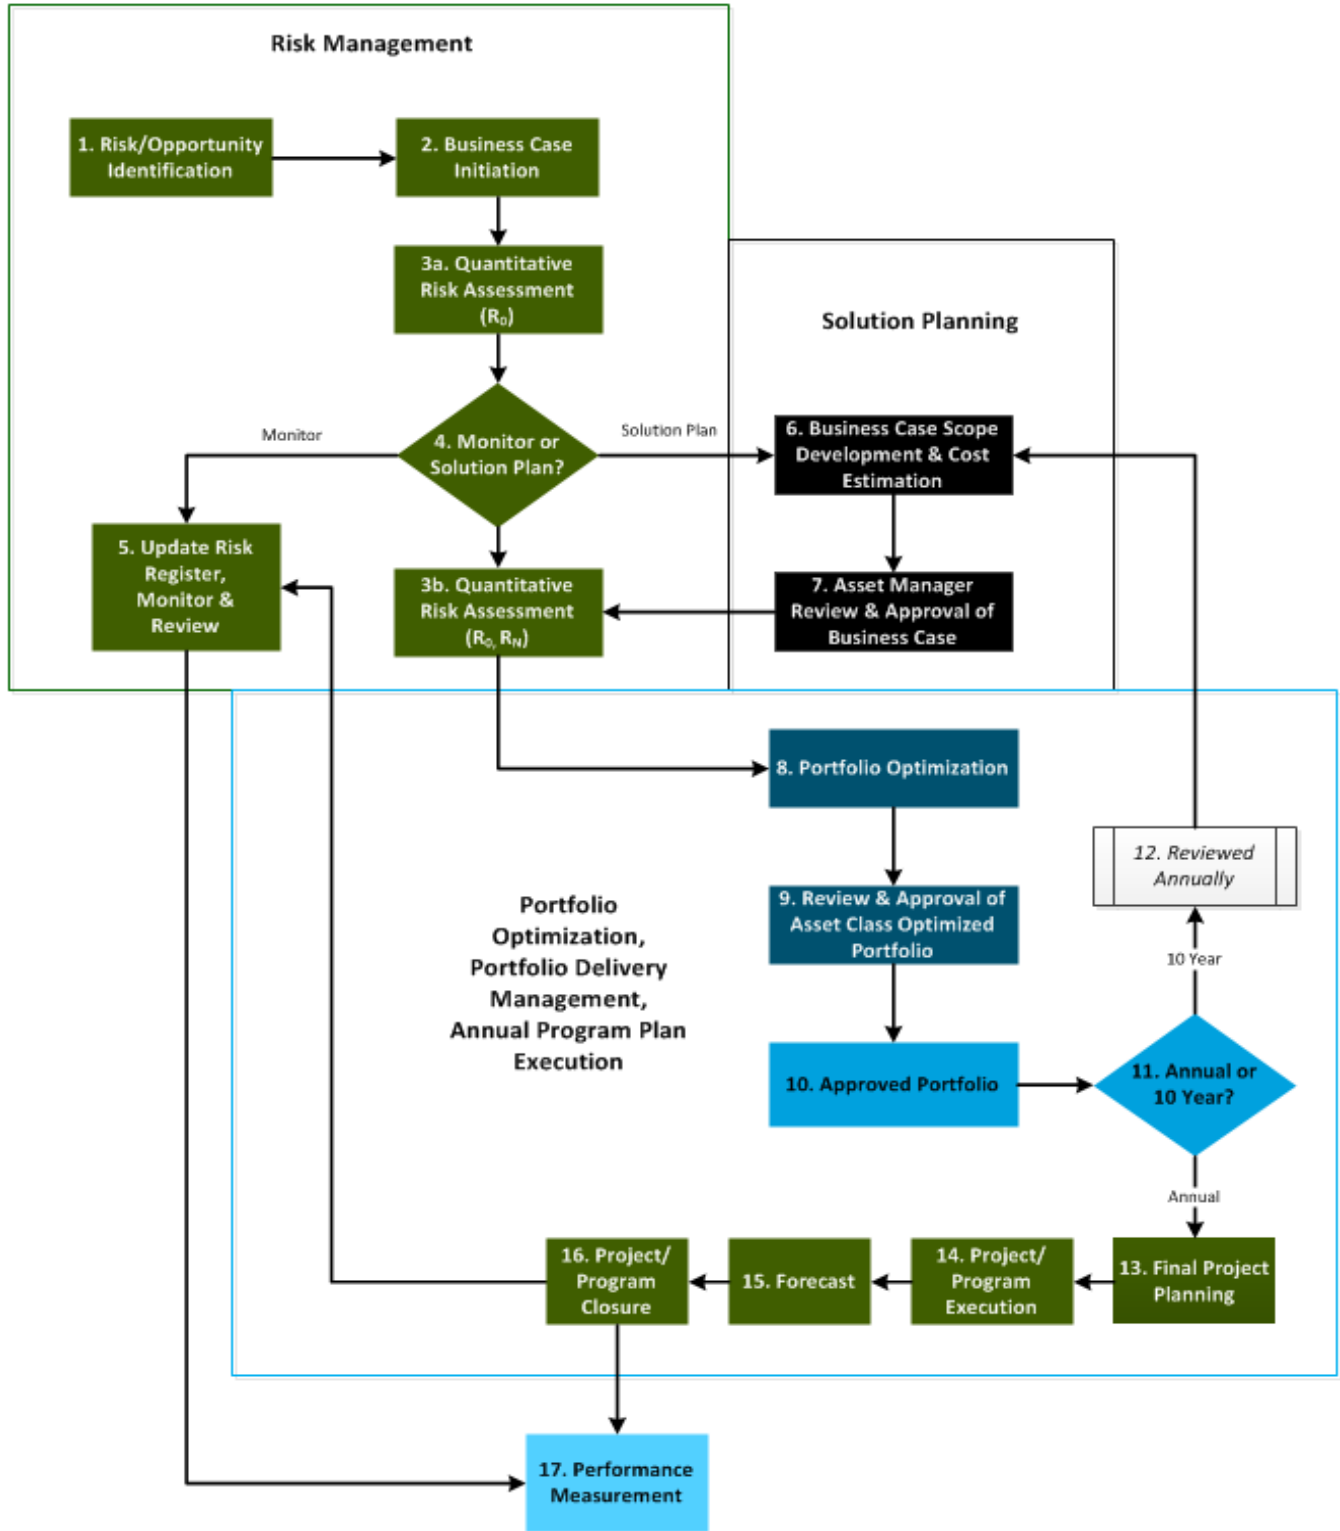 Risk Management
1. Risk/Opportunity
Identification
2. Business Case
Initiation
3a. Quantitative
Risk Assessment
(R₀)
Solution Planning
Monitor
4. Monitor or
Solution Plan?
Solution Plan
6. Business Case Scope
Development & Cost
Estimation
5. Update Risk
Register,
Monitor &
Review
3b. Quantitative
Risk Assessment
(R₀, Rɴ)
7. Asset Manager
Review & Approval of
Business Case
8. Portfolio Optimization
12. Reviewed
Annually
Portfolio
Optimization,
Portfolio Delivery
Management,
Annual Program Plan
Execution
9. Review & Approval of
Asset Class Optimized
Portfolio
10 Year
10. Approved Portfolio
11. Annual or
10 Year?
Annual
16. Project/
Program
Closure
15. Forecast
14. Project/
Program
Execution
13. Final Project
Planning
17. Performance
Measurement